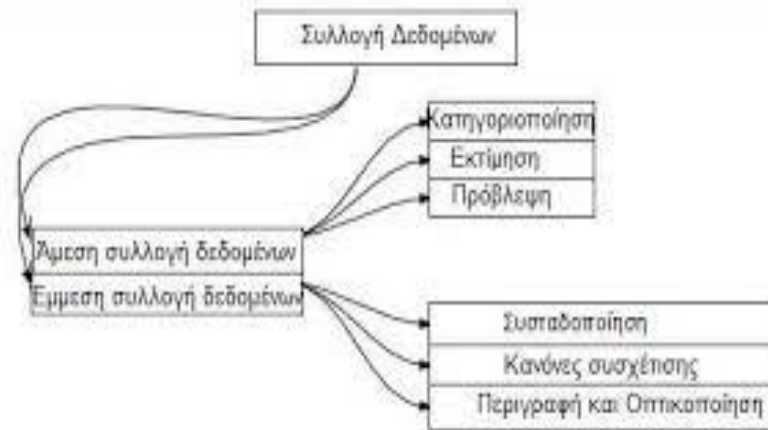 Συλλογή Δεδομένων
Κατηγοριοποίηση
Εκτίμηση
Πρόβλεψη
Άμεση συλλογή δεδομένων
Έμμεση συλλογή δεδομένων
Συσταδοποίηση
Κανόνες συσχέτισης
Περιγραφή και Οπτικοποίηση